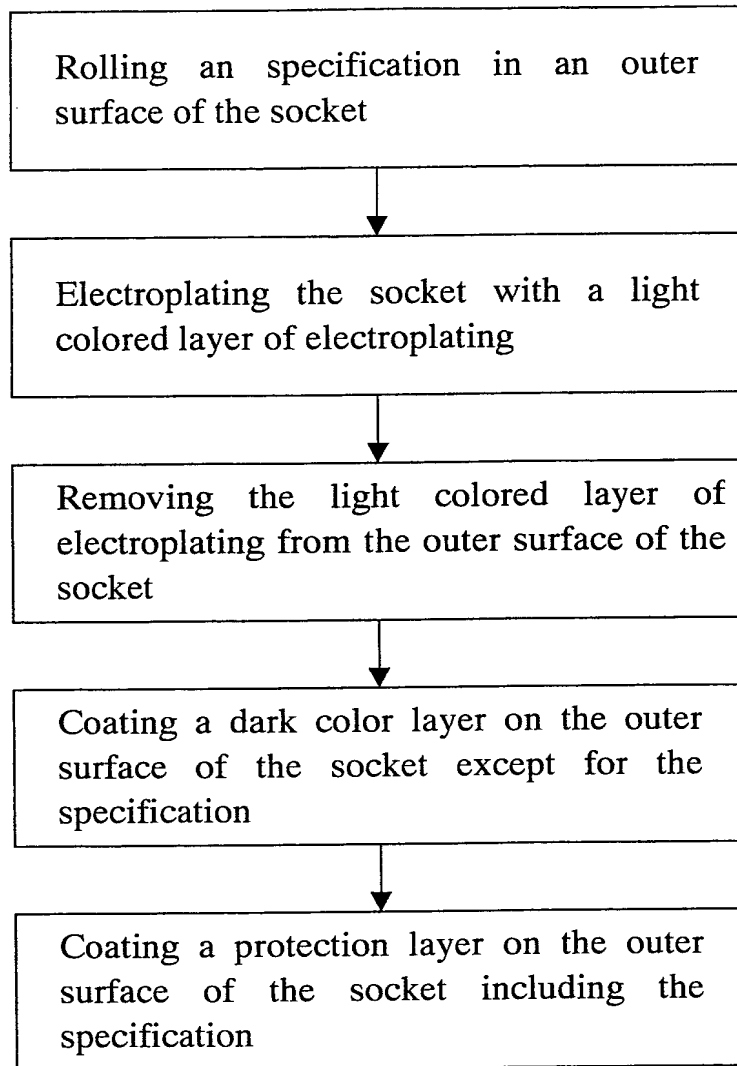 Rolling an specification in an outer
surface of the socket
Electroplating the socket with a light
colored layer of electroplating
Removing the light colored layer of
electroplating from the outer surface of the
socket
Coating a dark color layer on the outer
surface of the socket except for the
specification
Coating a protection layer on the outer
surface of the socket including the
specification